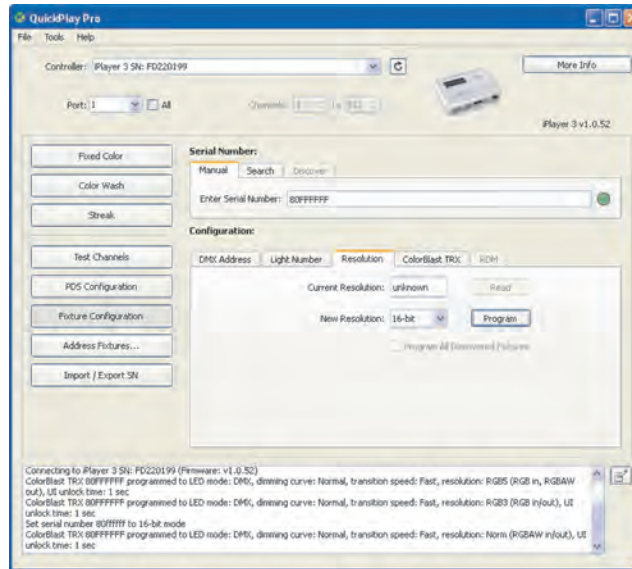 QuickPlay Pro
File Tools Help
Controller: iPlayer 3 SN: FD220199
More Info
Port: 1 All Channels: 1 to 512
iPlayer 3 v1.0.52
Fixed Color
Color Wash
Streak
Test Channels
PDS Configuration
Fixture Configuration
Address Fixtures...
Import / Export SN
Serial Number:
Manual Search Discover
Enter Serial Number: 80FFFFFF
Configuration:
DMX Address Light Number Resolution ColorBlast TRX RDM
Current Resolution: unknown Read
New Resolution: 16-bit Program
Program All Discovered Fixtures
Connecting to iPlayer 3 SN: FD220199 (Firmware: v1.0.52)
ColorBlast TRX 80FFFFFF programmed to LED mode: DMX, dimming curve: Normal, transition speed: Fast, resolution: RGB5 (RGB in, RGBAW
out), UI unlock time: 1 sec
ColorBlast TRX 80FFFFFF programmed to LED mode: DMX, dimming curve: Normal, transition speed: Fast, resolution: RGB3 (RGB in/out), UI
unlock time: 1 sec
Set serial number 80ffffff to 16-bit mode
ColorBlast TRX 80FFFFFF programmed to LED mode: DMX, dimming curve: Normal, transition speed: Fast, resolution: Norm (RGBAW in/out), UI
unlock time: 1 sec